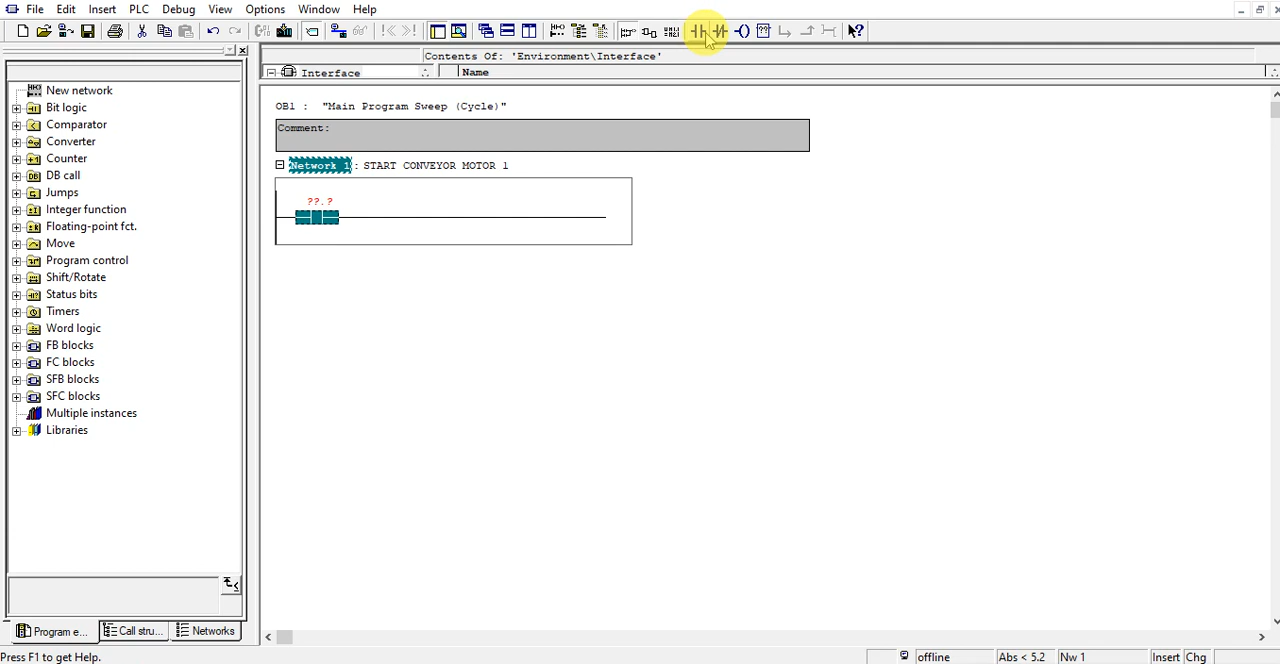 File Edit Insert PLC Debug View Options Window Help
Contents Of: 'Environment\Interface'
Interface
Name
New network
Bit logic
Comparator
Converter
Counter
DB call
Jumps
Integer function
Floating-point fct.
Move
Program control
Shift/Rotate
Status bits
Timers
Word logic
FB blocks
FC blocks
SFB blocks
SFC blocks
Multiple instances
Libraries
OB1 : "Main Program Sweep (Cycle)"
Comment:
Network 1: START CONVEYOR MOTOR 1
??.?
Program e... Call stru... Networks
Press F1 to get Help.
offline Abs < 5.2 Nw 1 Insert Chg